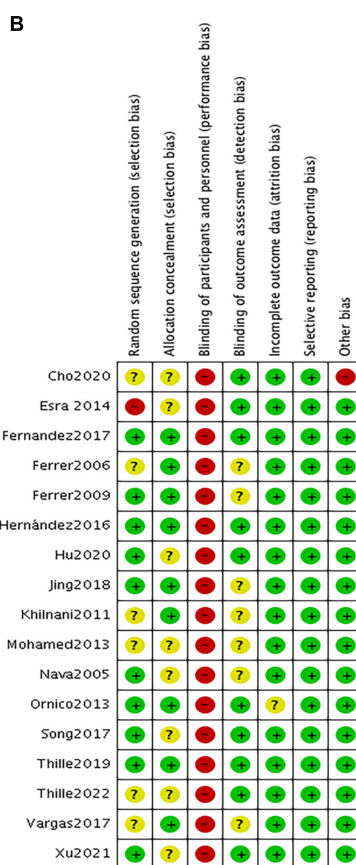 B
Random sequence generation (selection bias)
Allocation concealment (selection bias)
Blinding of participants and personnel (performance bias)
Blinding of outcome assessment (detection bias)
Incomplete outcome data (attrition bias)
Selective reporting (reporting bias)
Other bias
Cho2020 ? ? - + + + -
Esra 2014 - ? - + + + +
Fernandez2017 + + - + + + +
Ferrer2006 ? + - ? + + +
Ferrer2009 + + - ? + + +
Hernández2016 + + - + + + +
Hu2020 + ? - + + + +
Jing2018 + + - ? + + +
Khilnani2011 ? + - ? + + +
Mohamed2013 ? ? - ? + + +
Nava2005 + ? - ? + + +
Ornico2013 + + - + ? + +
Song2017 + ? - + + + +
Thille2019 + + - + + + +
Thille2022 ? ? - + + + +
Vargas2017 ? + - ? + + +
Xu2021 + ? - + + + +